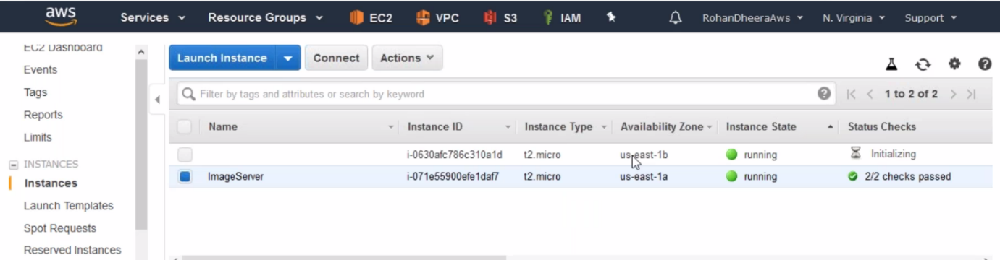 aws Services Resource Groups EC2 VPC S3 IAM RohanDheeraAws N. Virginia Support
EC2 Dashboard
Events
Tags
Reports
Limits
INSTANCES
Instances
Launch Templates
Spot Requests
Reserved Instances
Launch Instance Connect Actions
Filter by tags and attributes or search by keyword 1 to 2 of 2
Name Instance ID Instance Type Availability Zone Instance State Status Checks
i-0630afc786c310a1d t2.micro us-east-1b running Initializing
ImageServer i-071e55900efe1daf7 t2.micro us-east-1a running 2/2 checks passed